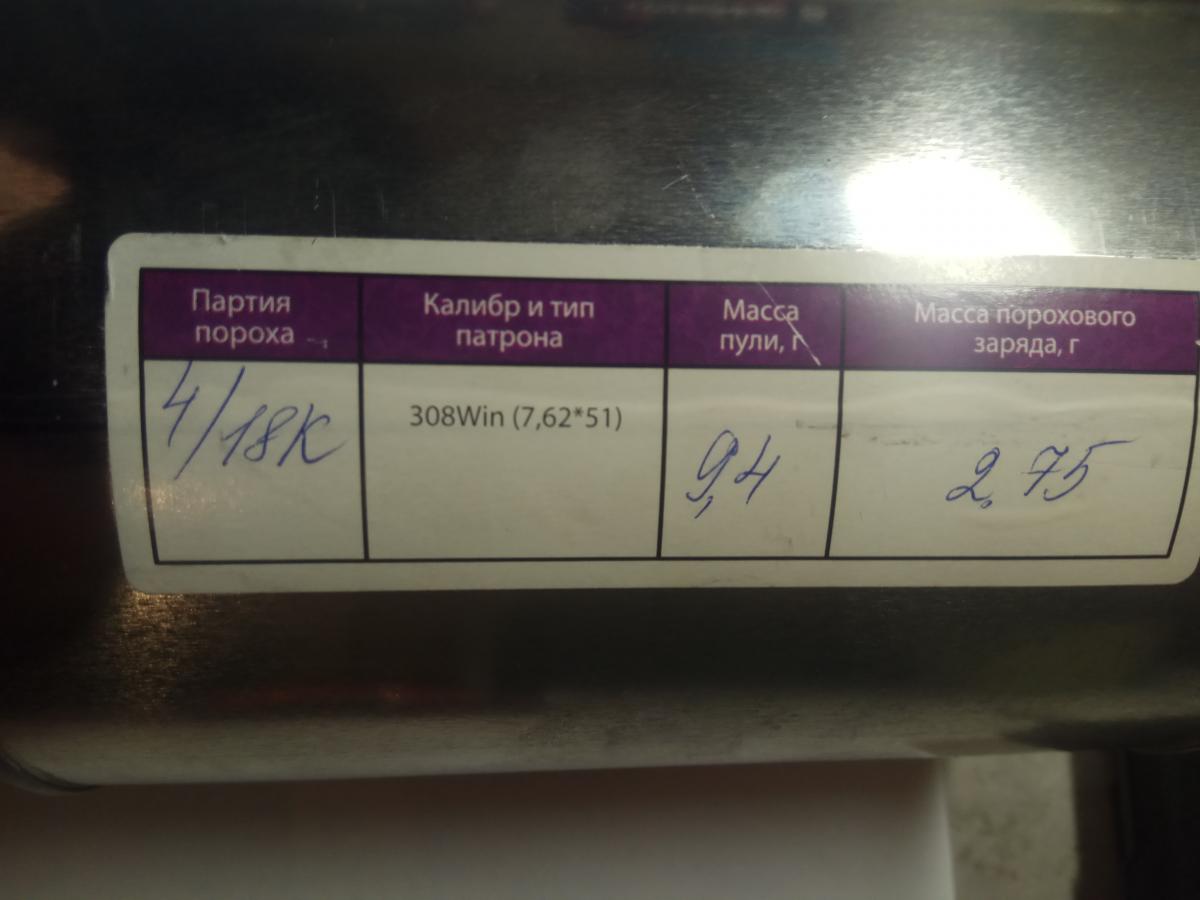 Партия
пороха
Калибр и тип
патрона
Масса
пули, г
Масса порохового
заряда, г
4/18К
308Win (7,62*51)
9,4
2,75